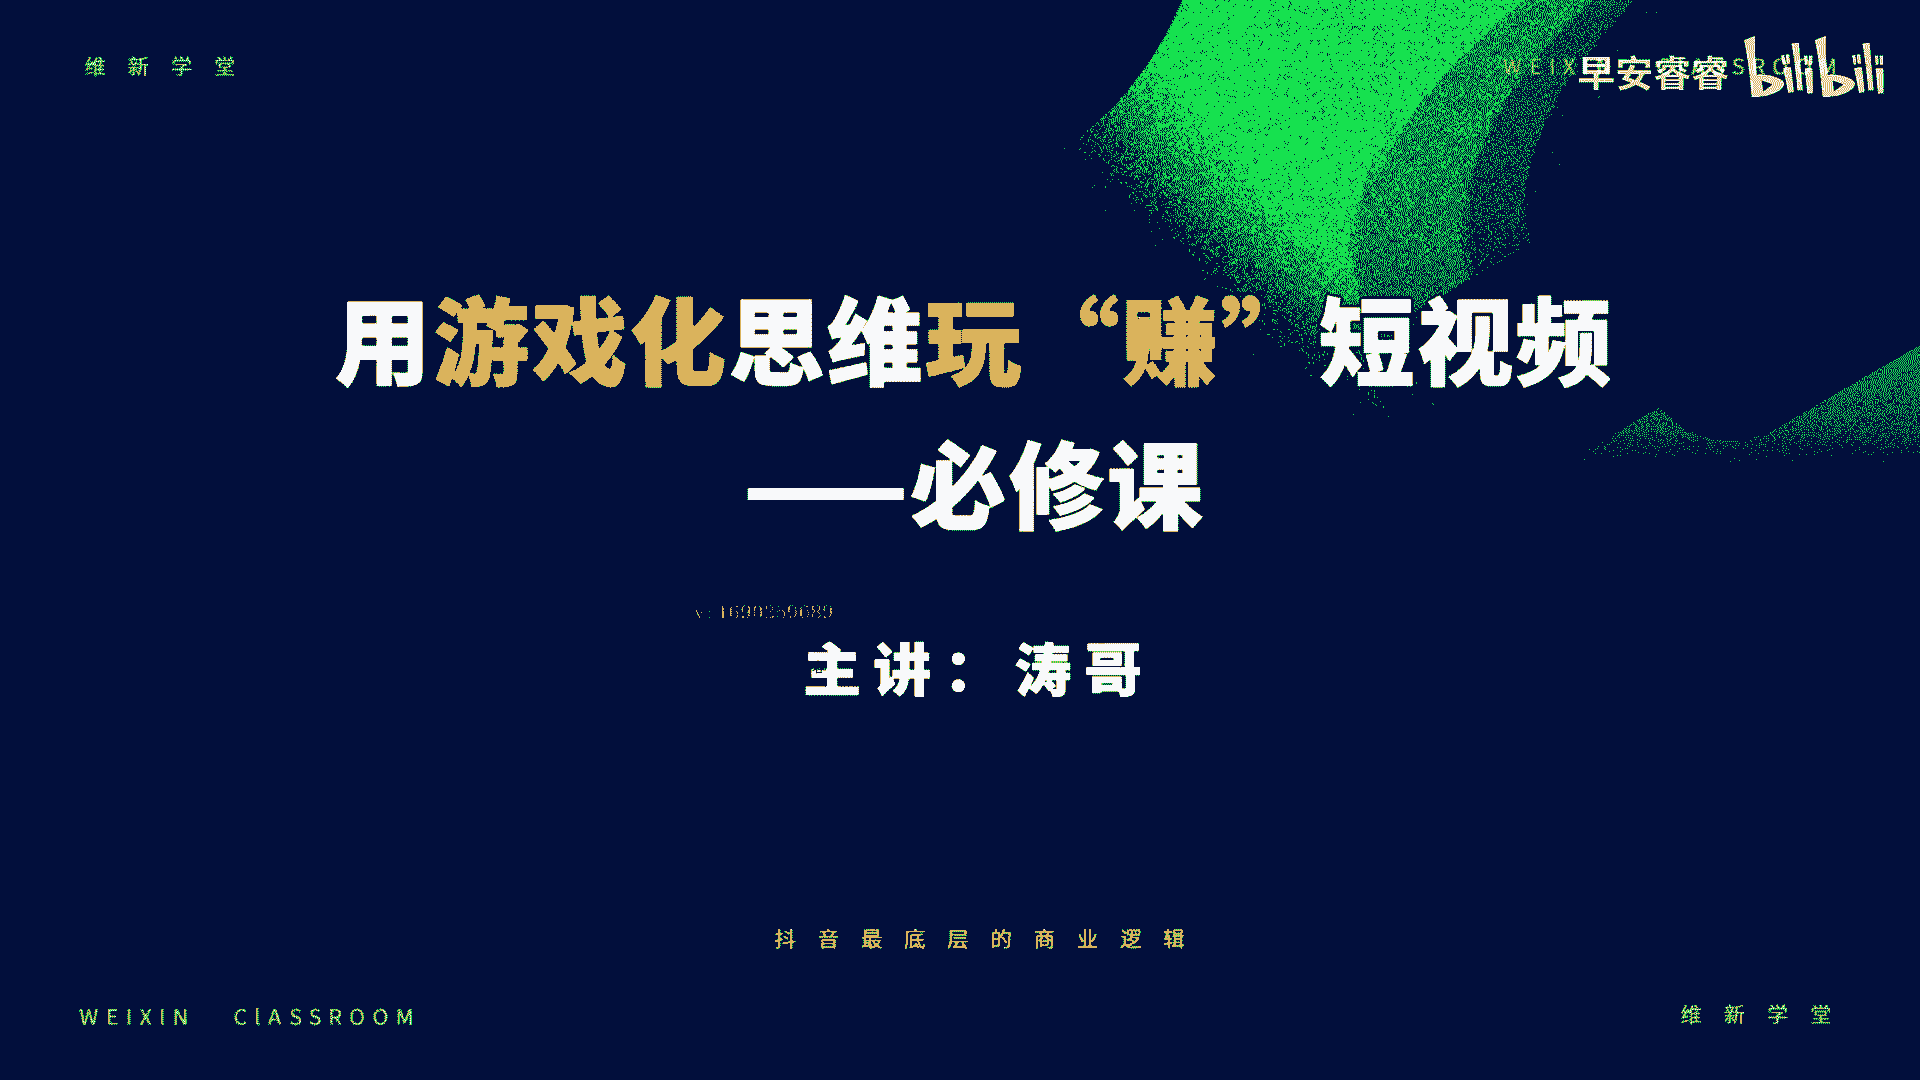 维新学堂
早安睿睿 bilibili
用游戏化思维玩“赚”短视频
——必修课
v:1690259689
主讲：涛哥
抖音最底层的商业逻辑
WEIXIN ClASSROOM
维新学堂